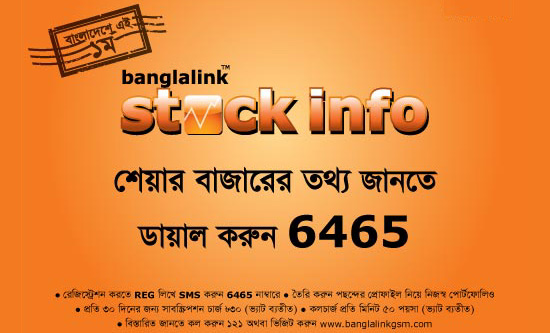 বাংলাদেশে এই
১ম
banglalink™
stock info
শেয়ার বাজারের তথ্য জানতে
ডায়াল করুন 6465
• রেজিস্ট্রেশন করতে REG লিখে SMS করুন 6465 নাম্বারে • তৈরি করুন পছন্দের প্রোফাইল নিয়ে নিজস্ব পোর্টফোলিও
• প্রতি ৩০ দিনের জন্য সাবস্ক্রিপশন চার্জ ৳৩০ (ভ্যাট ব্যতীত) • কলচার্জ প্রতি মিনিট ৫০ পয়সা (ভ্যাট ব্যতীত)
• বিস্তারিত জানতে কল করুন ১২১ অথবা ভিজিট করুন www.banglalinkgsm.com